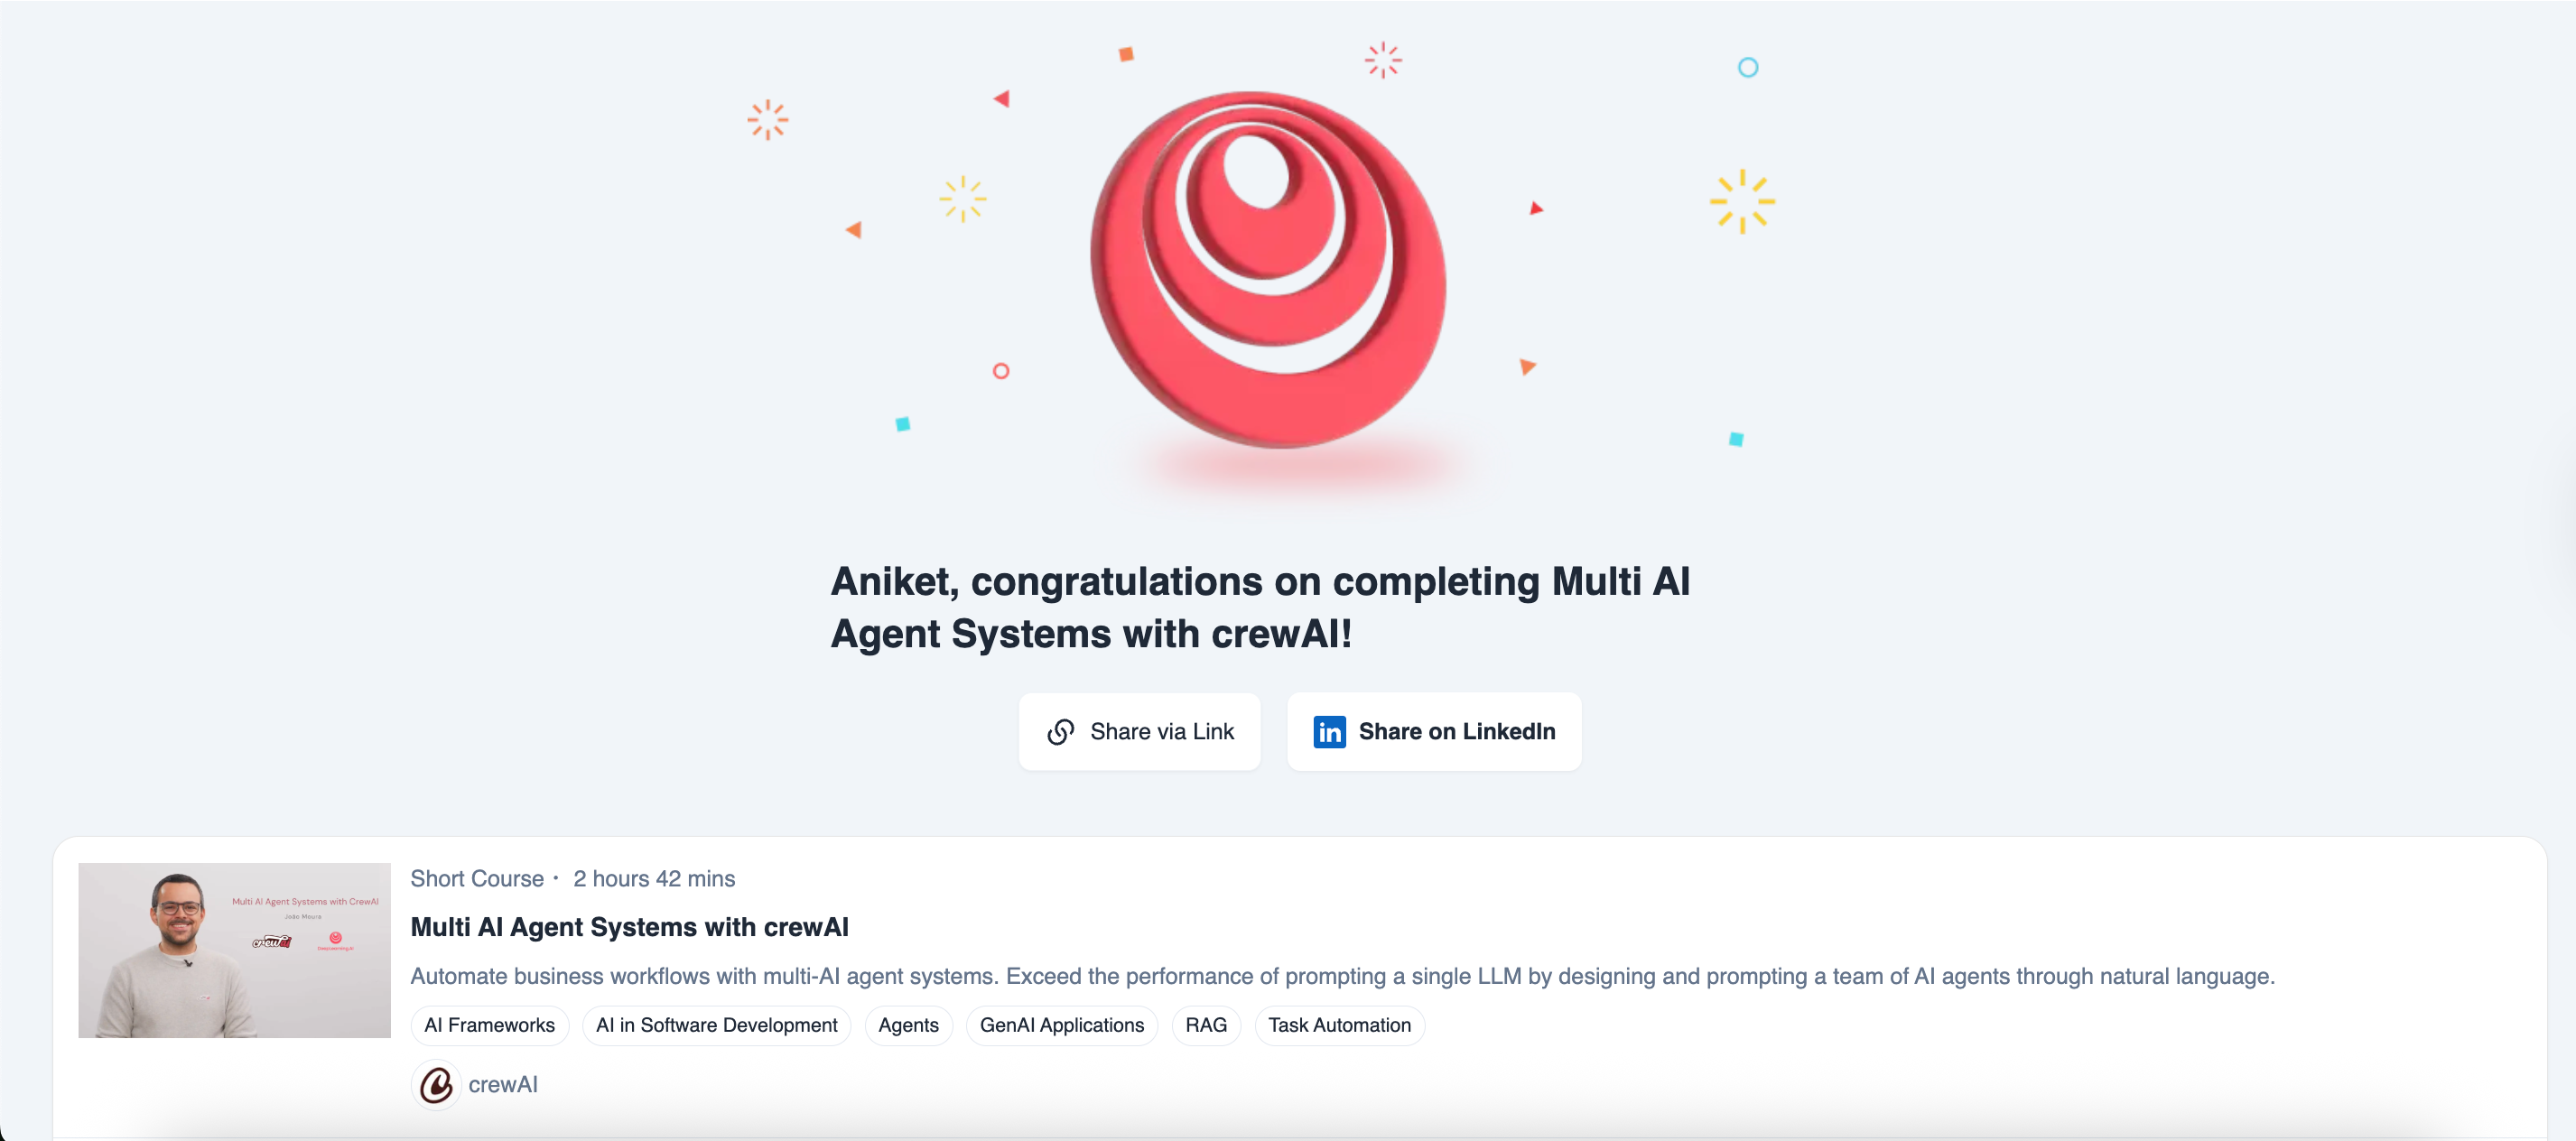 Aniket, congratulations on completing Multi AI
Agent Systems with crewAI!
Share via Link
in Share on LinkedIn
Multi AI Agent Systems with CrewAI
João Moura
crewai
DeepLearning.AI
Short Course • 2 hours 42 mins
Multi AI Agent Systems with crewAI
Automate business workflows with multi-AI agent systems. Exceed the performance of prompting a single LLM by designing and prompting a team of AI agents through natural language.
AI Frameworks AI in Software Development Agents GenAI Applications RAG Task Automation
crewAI